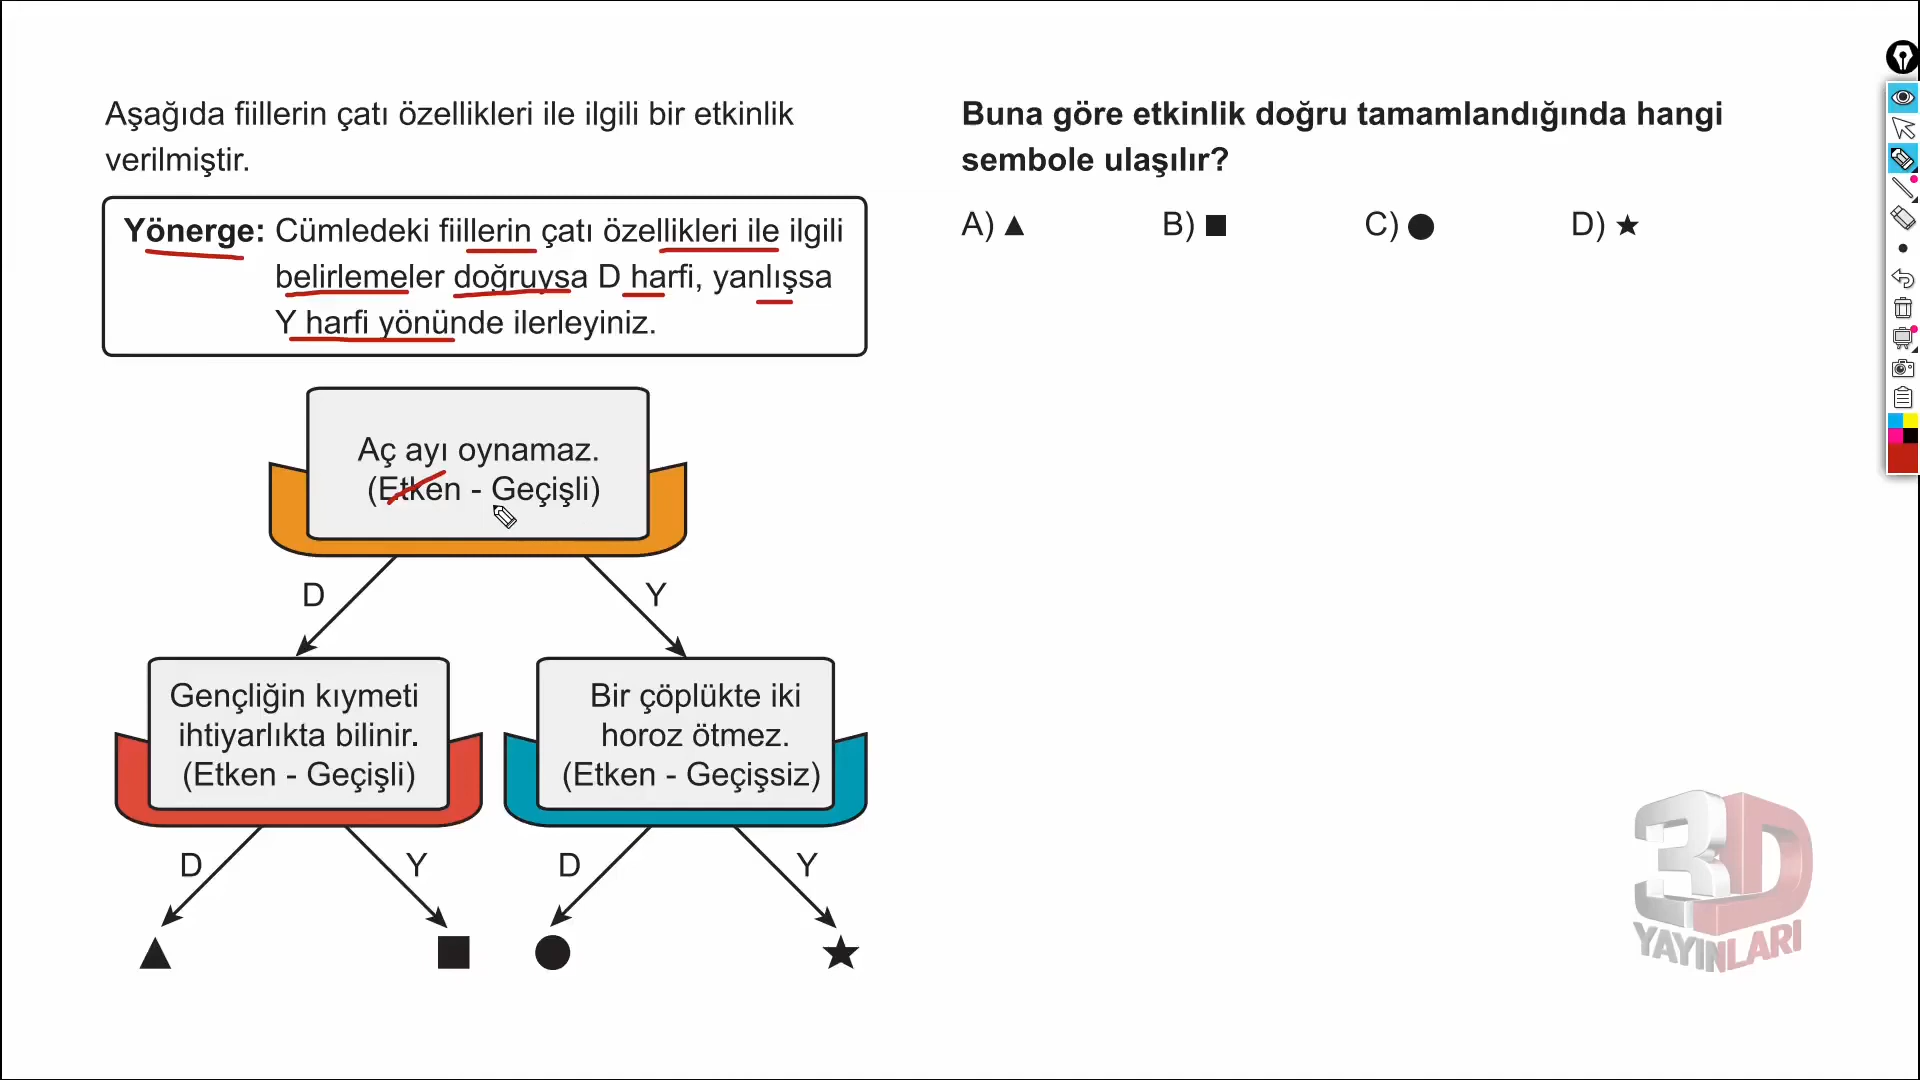 Aşağıda fiillerin çatı özellikleri ile ilgili bir etkinlik
verilmiştir.
Yönerge: Cümledeki fiillerin çatı özellikleri ile ilgili
belirlemeler doğruysa D harfi, yanlışsa
Y harfi yönünde ilerleyiniz.
Aç ayı oynamaz.
(Etken - Geçişli)
D
Y
Gençliğin kıymeti
ihtiyarlıkta bilinir.
(Etken - Geçişli)
Bir çöplükte iki
horoz ötmez.
(Etken - Geçişsiz)
D
Y
D
Y
Buna göre etkinlik doğru tamamlandığında hangi
sembole ulaşılır?
A) ▲ B) ■ C) ● D) ★
3D
YAYINLARI